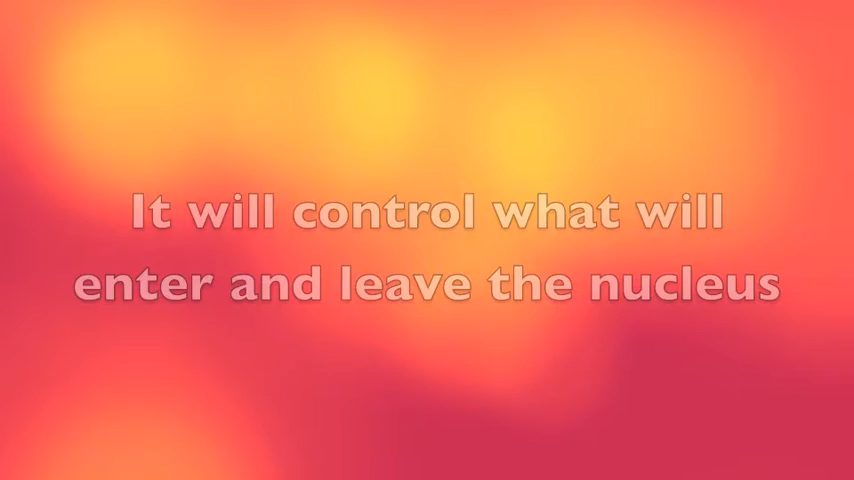 It will control what will
enter and leave the nucleus